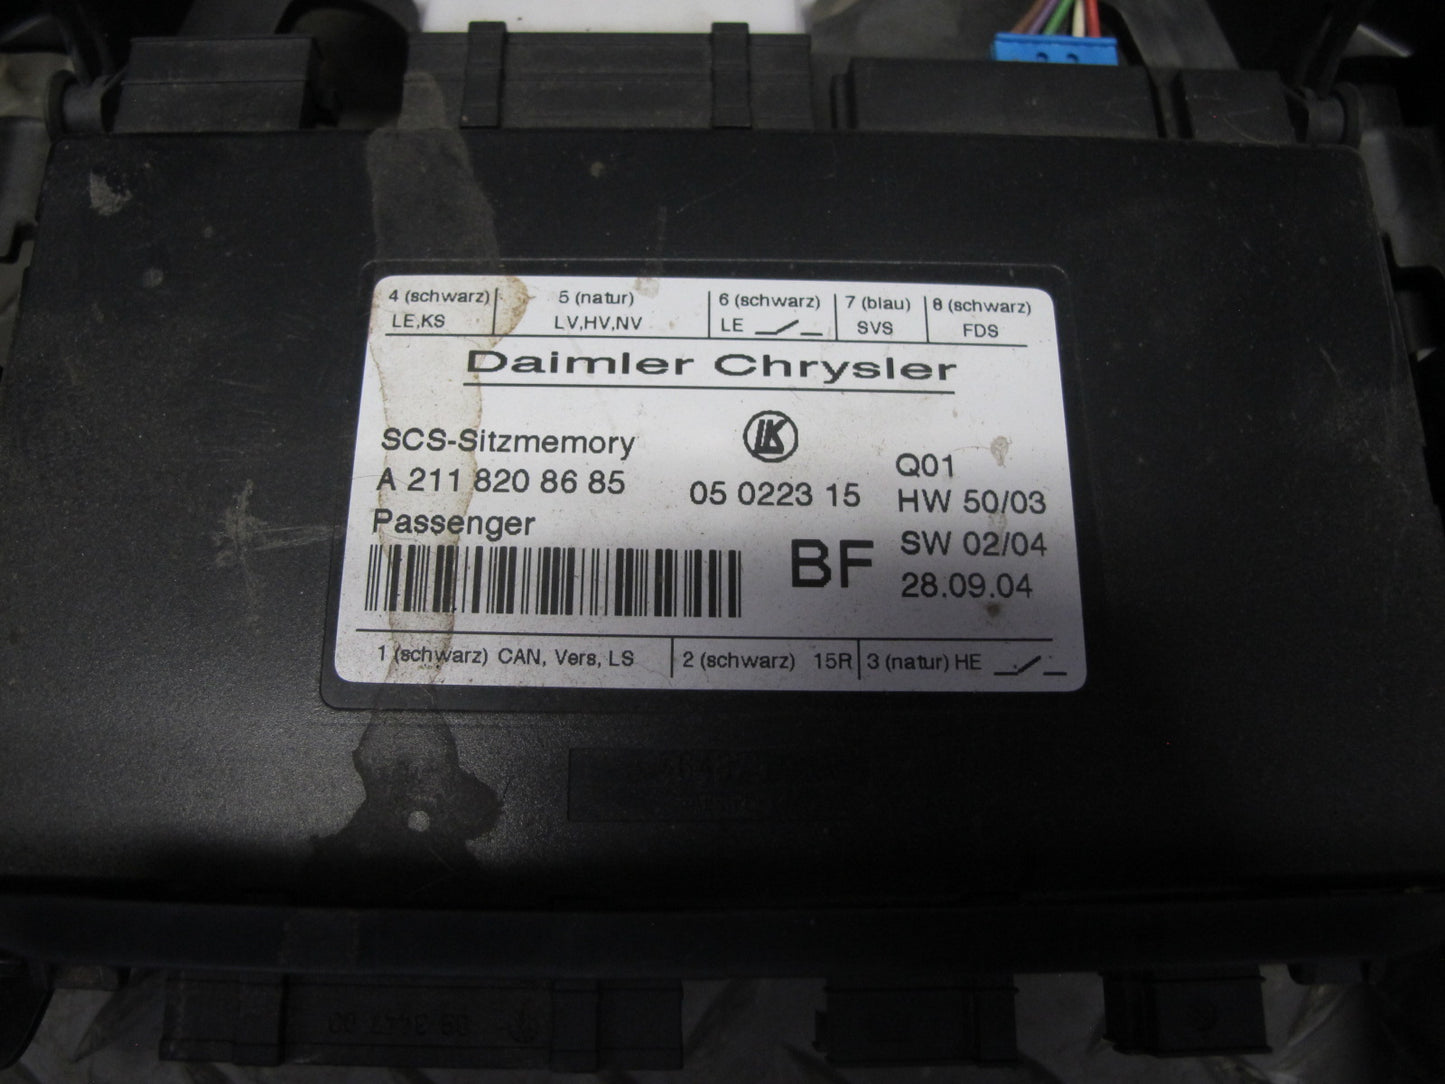 4 (schwarz) 5 (natur) 6 (schwarz) 7 (blau) 8 (schwarz)
LE,KS LV,HV,NV LE SVS FDS
Daimler Chrysler
SCS-Sitzmemory
LK
Q01
A 211 820 86 85
05 0223 15
HW 50/03
Passenger
BF
SW 02/04
28.09.04
1 (schwarz) CAN, Vers, LS 2 (schwarz) 15R 3 (natur) HE